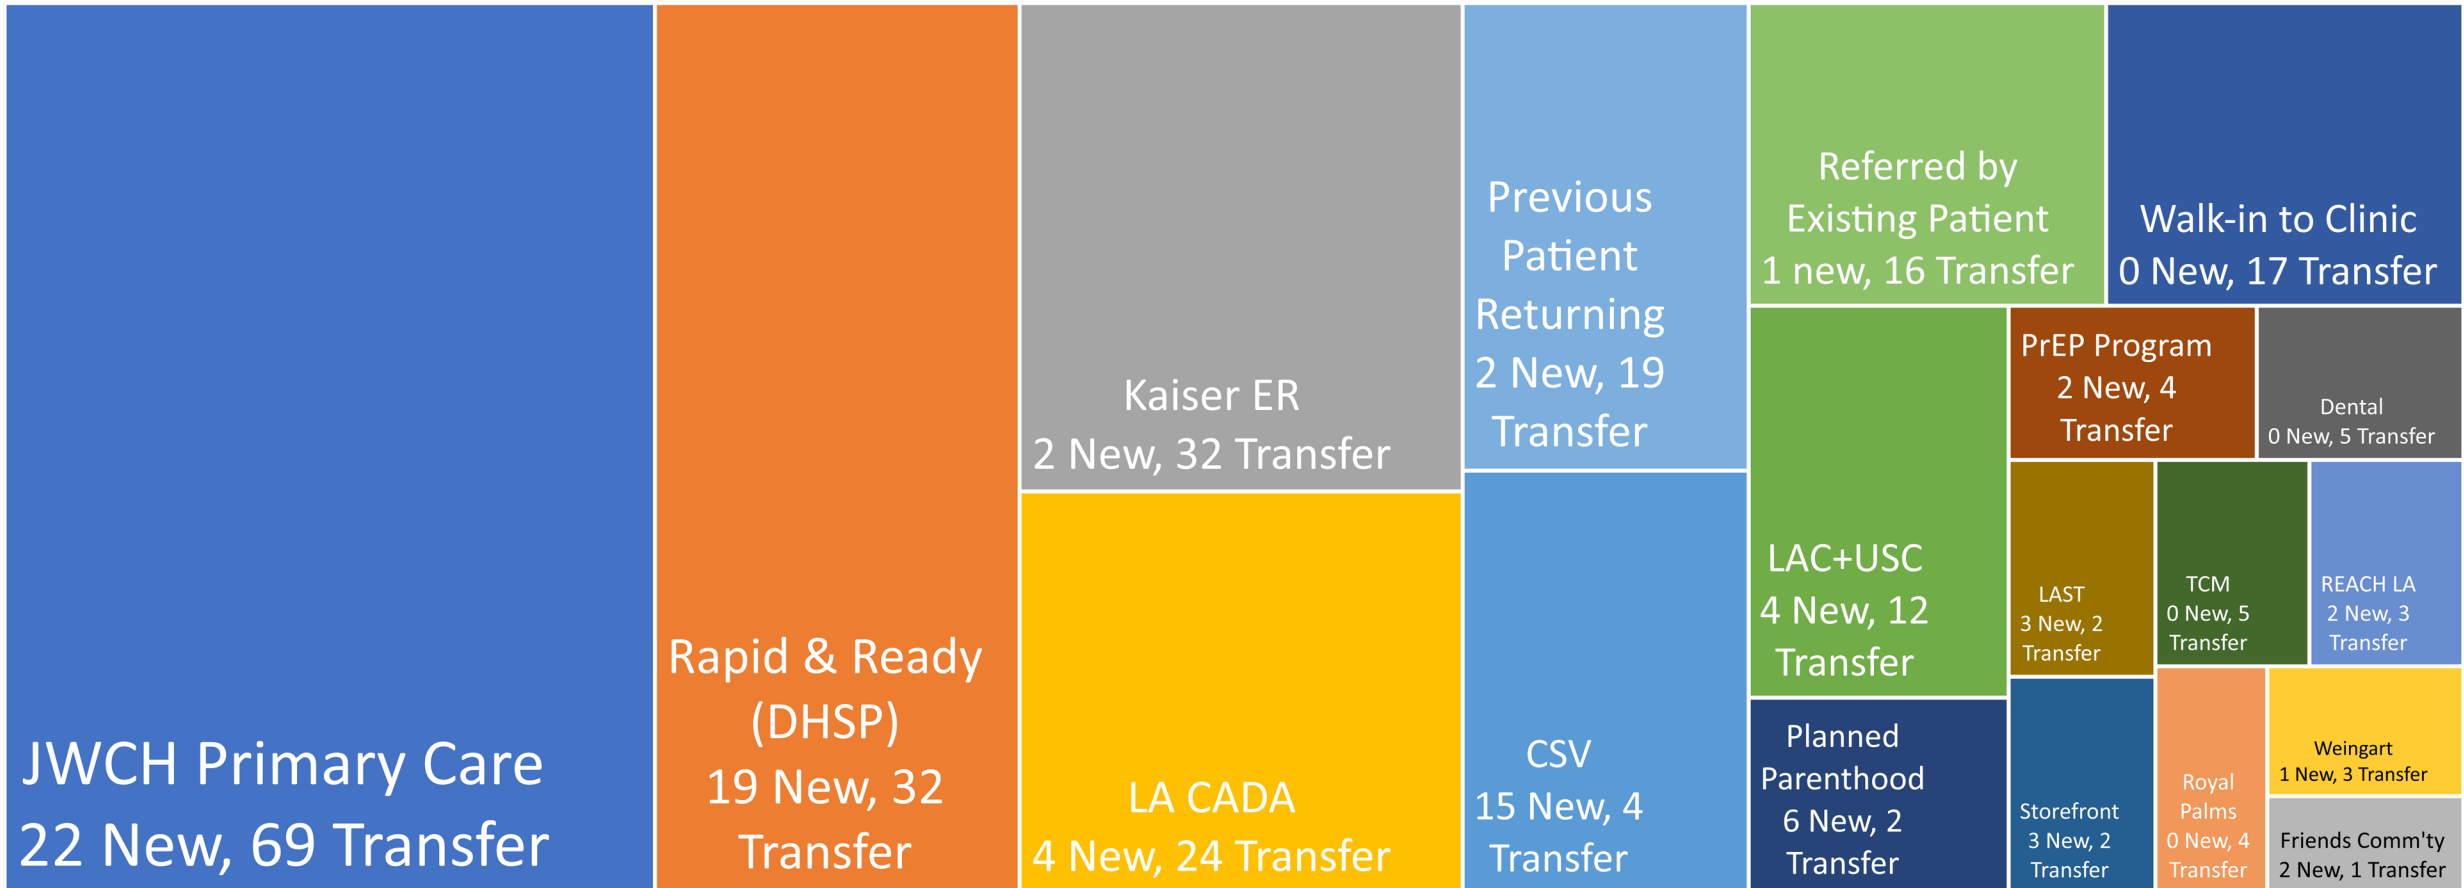 JWCH Primary Care
22 New, 69 Transfer
Rapid & Ready
(DHSP)
19 New, 32
Transfer
Kaiser ER
2 New, 32 Transfer
LA CADA
4 New, 24 Transfer
Previous
Patient
Returning
2 New, 19
Transfer
CSV
15 New, 4
Transfer
Referred by
Existing Patient
1 new, 16 Transfer
Walk-in to Clinic
0 New, 17 Transfer
LAC+USC
4 New, 12
Transfer
Planned
Parenthood
6 New, 2
Transfer
PrEP Program
2 New, 4
Transfer
Dental
0 New, 5 Transfer
LAST
3 New, 2
Transfer
TCM
0 New, 5
Transfer
REACH LA
2 New, 3
Transfer
Storefront
3 New, 2
Transfer
Royal
Palms
0 New, 4
Transfer
Weingart
1 New, 3 Transfer
Friends Comm'ty
2 New, 1 Transfer